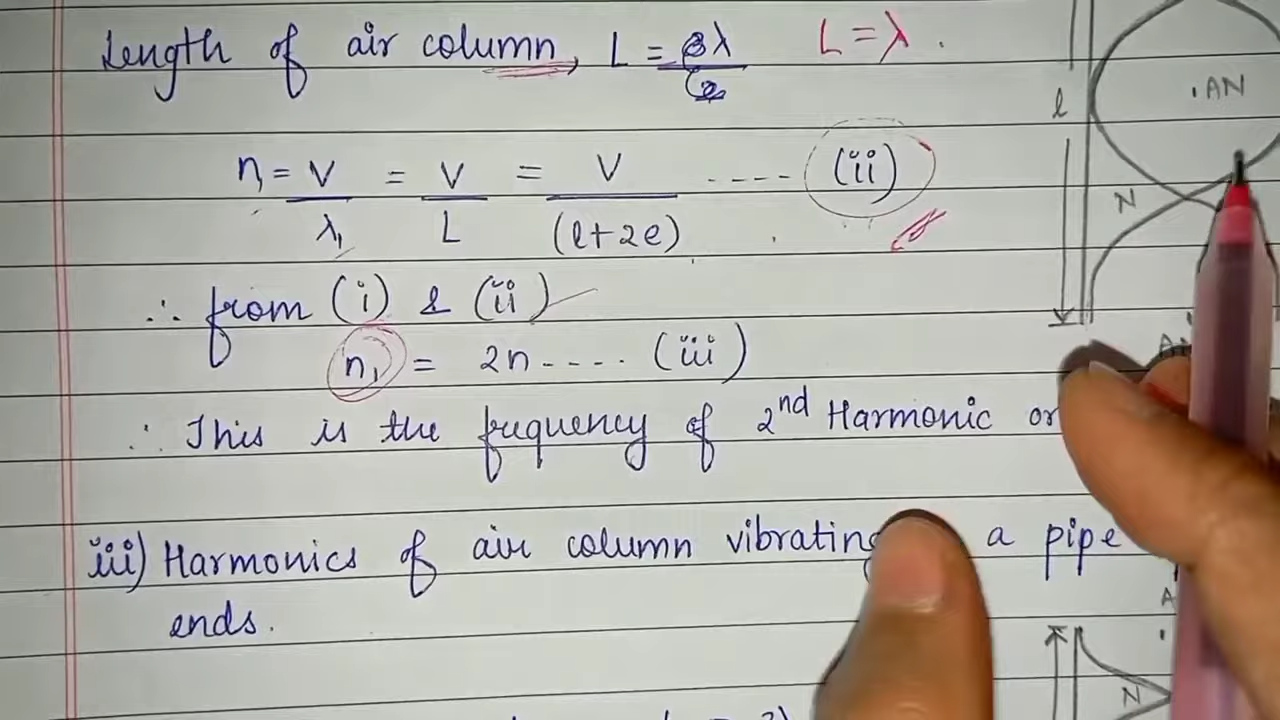 Length of air column, L = λ L = λ .
l . AN
n₁ = V/λ₁ = V/L = V/(l+2e) ---- (ii)
N
∴ from (i) & (ii)
n₁ = 2n---- (iii)
∴ This is the frequency of 2nd Harmonic or
iii) Harmonics of air column vibrating a pipe
ends.
N